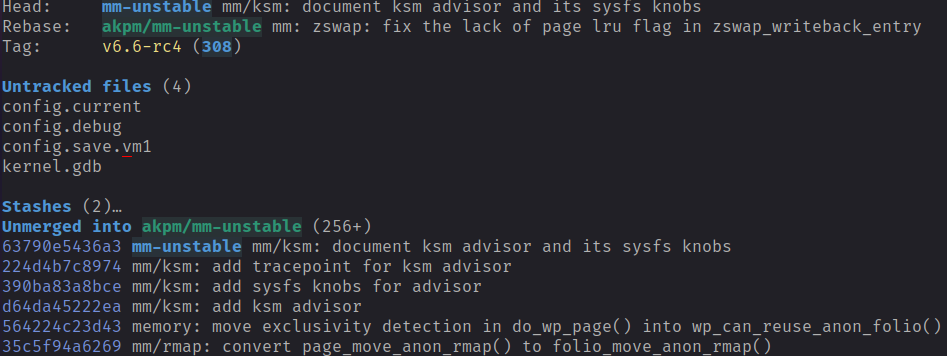 Head: mm-unstable mm/ksm: document ksm advisor and its sysfs knobs
Rebase: akpm/mm-unstable mm: zswap: fix the lack of page lru flag in zswap_writeback_entry
Tag: v6.6-rc4 (308)
Untracked files (4)
config.current
config.debug
config.save.vm1
kernel.gdb
Stashes (2)…
Unmerged into akpm/mm-unstable (256+)
63790e5436a3 mm-unstable mm/ksm: document ksm advisor and its sysfs knobs
224d4b7c8974 mm/ksm: add tracepoint for ksm advisor
390ba83a8bce mm/ksm: add sysfs knobs for advisor
d64da45222ea mm/ksm: add ksm advisor
564224c23d43 memory: move exclusivity detection in do_wp_page() into wp_can_reuse_anon_folio()
35c5f94a6269 mm/rmap: convert page_move_anon_rmap() to folio_move_anon_rmap()